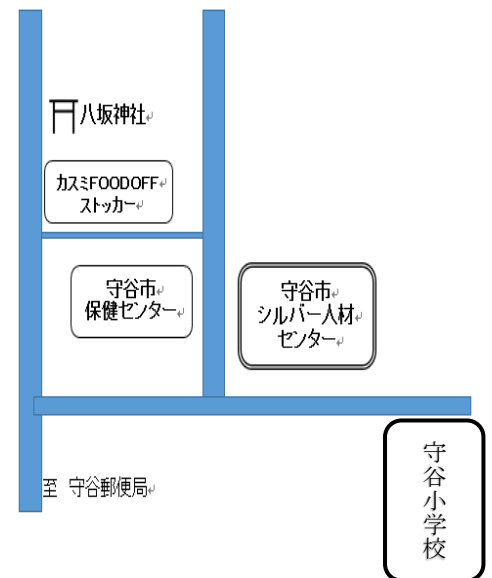 八坂神社
カスミFOODOFF
ストッカー
守谷市
保健センター
守谷市
シルバー人材
センター
至 守谷郵便局
守谷小学校